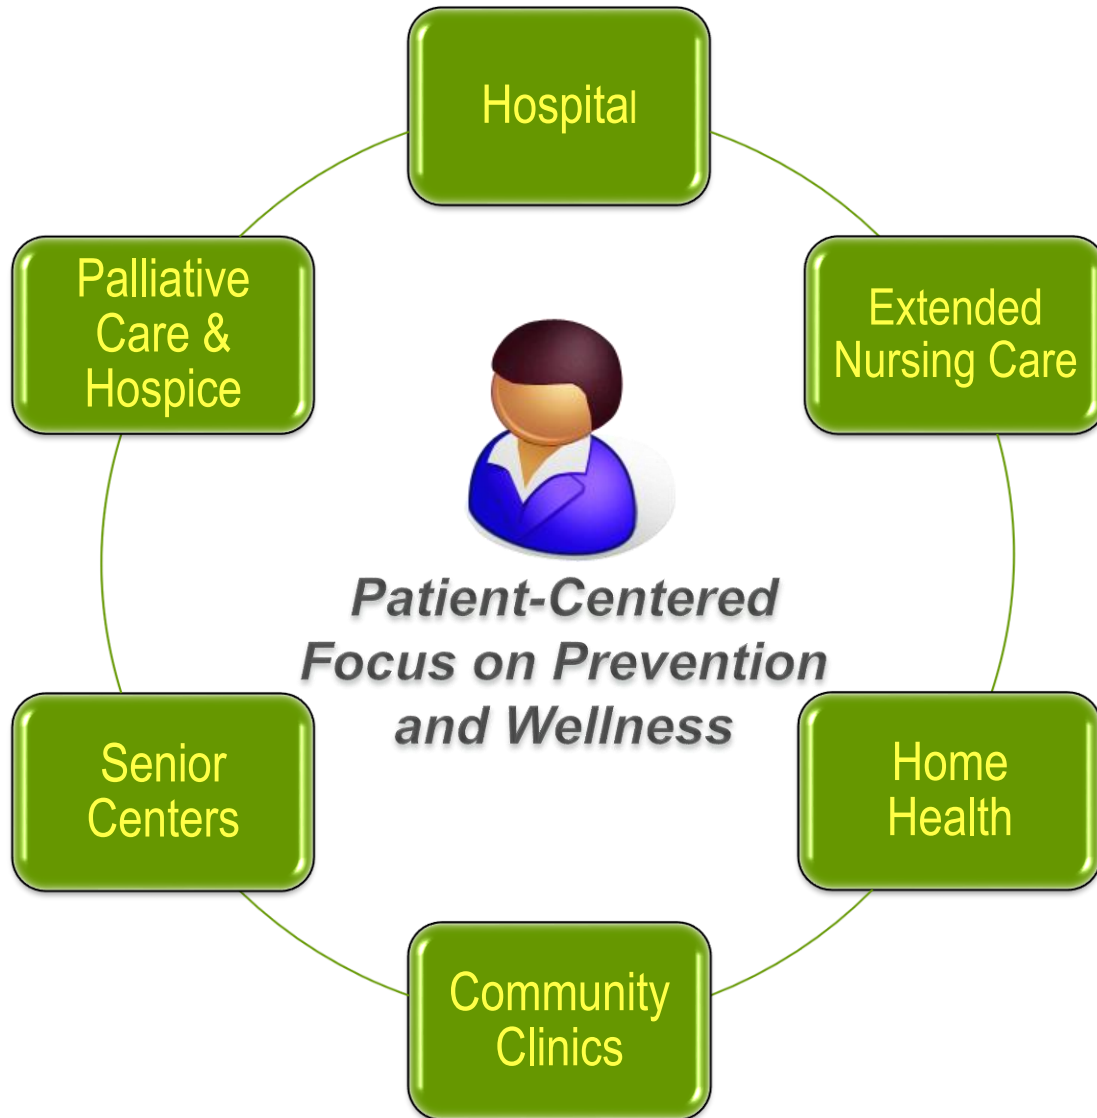 Hospital
Extended
Nursing Care
Home
Health
Community
Clinics
Senior
Centers
Palliative
Care &
Hospice
Patient-Centered
Focus on Prevention
and Wellness